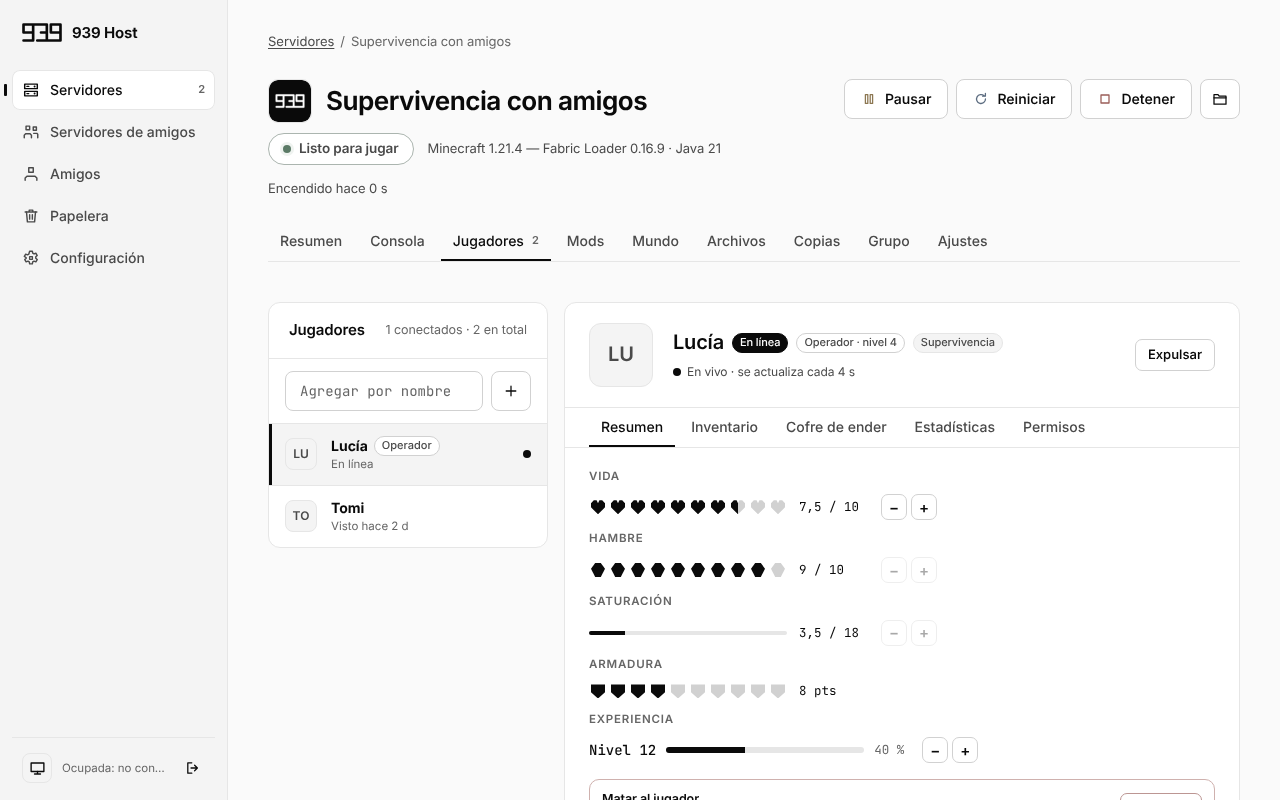 939 939 Host
Servidores 2
Servidores de amigos
Amigos
Papelera
Configuración
Ocupada: no con...
Servidores / Supervivencia con amigos
939 Supervivencia con amigos
Pausar Reiniciar Detener
Listo para jugar Minecraft 1.21.4 — Fabric Loader 0.16.9 · Java 21
Encendido hace 0 s
Resumen Consola Jugadores 2 Mods Mundo Archivos Copias Grupo Ajustes
Jugadores 1 conectados · 2 en total
Agregar por nombre +
LU Lucía Operador
En línea
TO Tomi
Visto hace 2 d
LU Lucía En línea Operador · nivel 4 Supervivencia
En vivo · se actualiza cada 4 s
Expulsar
Resumen Inventario Cofre de ender Estadísticas Permisos
VIDA
7,5 / 10 − +
HAMBRE
9 / 10 − +
SATURACIÓN
3,5 / 18 − +
ARMADURA
8 pts
EXPERIENCIA
Nivel 12 40 % − +
Matar al jugador